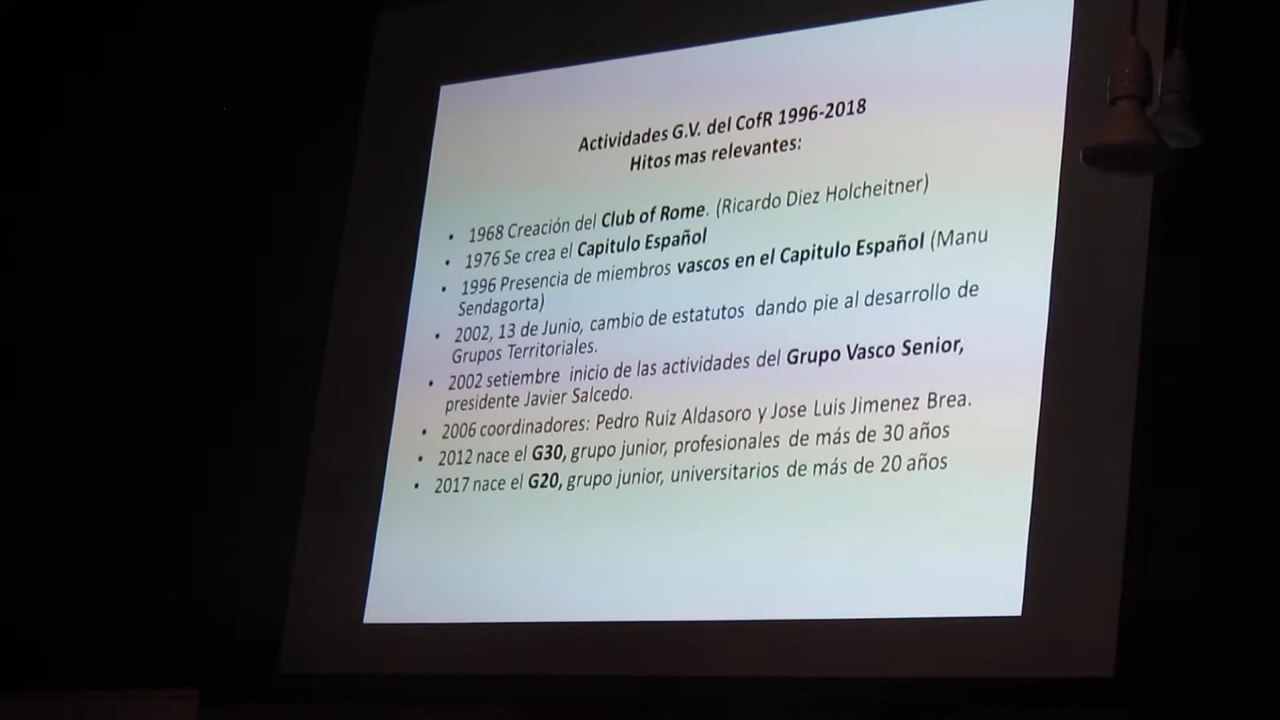 Actividades G.V. del CofR 1996-2018
Hitos mas relevantes:
• 1968 Creación del Club of Rome. (Ricardo Diez Holcheitner)
• 1976 Se crea el Capitulo Español
• 1996 Presencia de miembros vascos en el Capitulo Español (Manu
Sendagorta)
• 2002, 13 de Junio, cambio de estatutos dando pie al desarrollo de
Grupos Territoriales.
• 2002 setiembre inicio de las actividades del Grupo Vasco Senior,
presidente Javier Salcedo.
• 2006 coordinadores: Pedro Ruiz Aldasoro y Jose Luis Jimenez Brea.
• 2012 nace el G30, grupo junior, profesionales de más de 30 años
• 2017 nace el G20, grupo junior, universitarios de más de 20 años